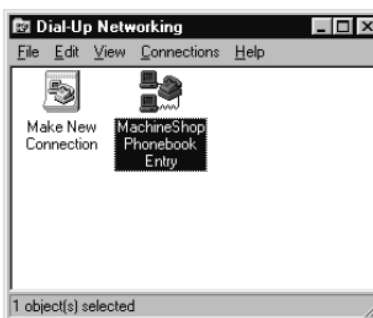 Dial-Up Networking
File Edit View Connections Help
Make New
Connection
MachineShop
Phonebook
Entry
1 object(s) selected